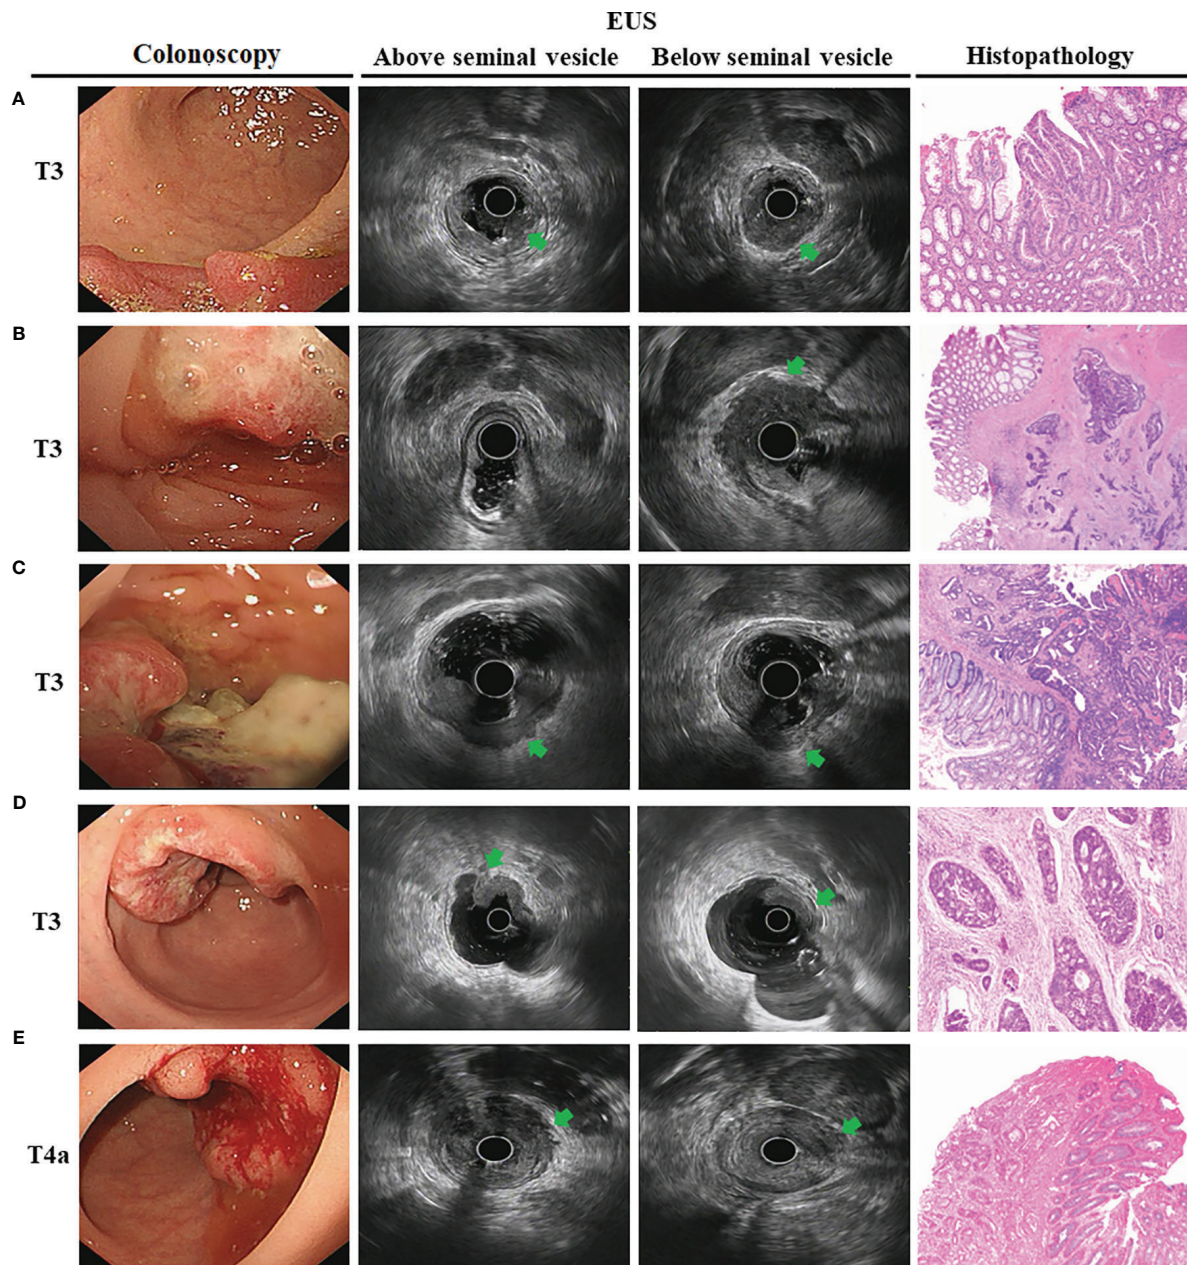 EUS
Colonoscopy Above seminal vesicle Below seminal vesicle Histopathology
A
T3
B
T3
C
T3
D
T3
E
T4a